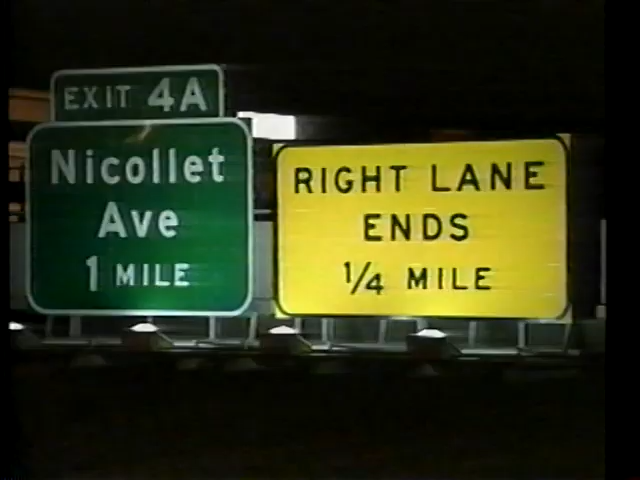 EXIT 4A
Nicollet
Ave
1 MILE
RIGHT LANE
ENDS
1/4 MILE